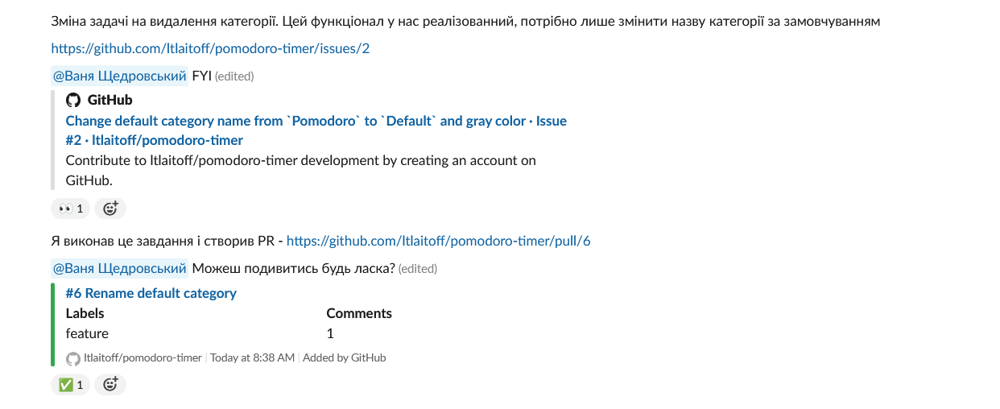 Зміна задачі на видалення категорії. Цей функціонал у нас реалізованний, потрібно лише змінити назву категорії за замовчуванням
https://github.com/ltlaitoff/pomodoro-timer/issues/2
@Ваня Щедровський FYI (edited)
GitHub
Change default category name from `Pomodoro` to `Default` and gray color · Issue
#2 · ltlaitoff/pomodoro-timer
Contribute to ltlaitoff/pomodoro-timer development by creating an account on
GitHub.
1
Я виконав це завдання і створив PR - https://github.com/ltlaitoff/pomodoro-timer/pull/6
@Ваня Щедровський Можеш подивитись будь ласка? (edited)
#6 Rename default category
Labels Comments
feature 1
ltlaitoff/pomodoro-timer | Today at 8:38 AM | Added by GitHub
1